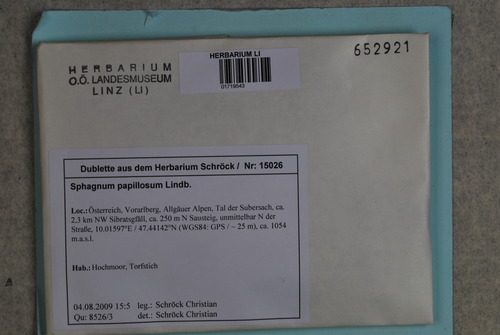 HERBARIUM
O.Ö. LANDESMUSEUM
LINZ (LI)
HERBARIUM LI
01719543
652921
Dublette aus dem Herbarium Schröck / Nr: 15026
Sphagnum papillosum Lindb.
Loc.: Österreich, Vorarlberg, Allgäuer Alpen, Tal der Subersach, ca.
2,3 km NW Sibratsgfäll, ca. 250 m N Sausteig, unmittelbar N der
Straße, 10.01597°E / 47.44142°N (WGS84: GPS / ~ 25 m), ca. 1054
m.a.s.l.
Hab.: Hochmoor, Torfstich
04.08.2009 15:5 leg.: Schröck Christian
Qu: 8526/3 det.: Schröck Christian